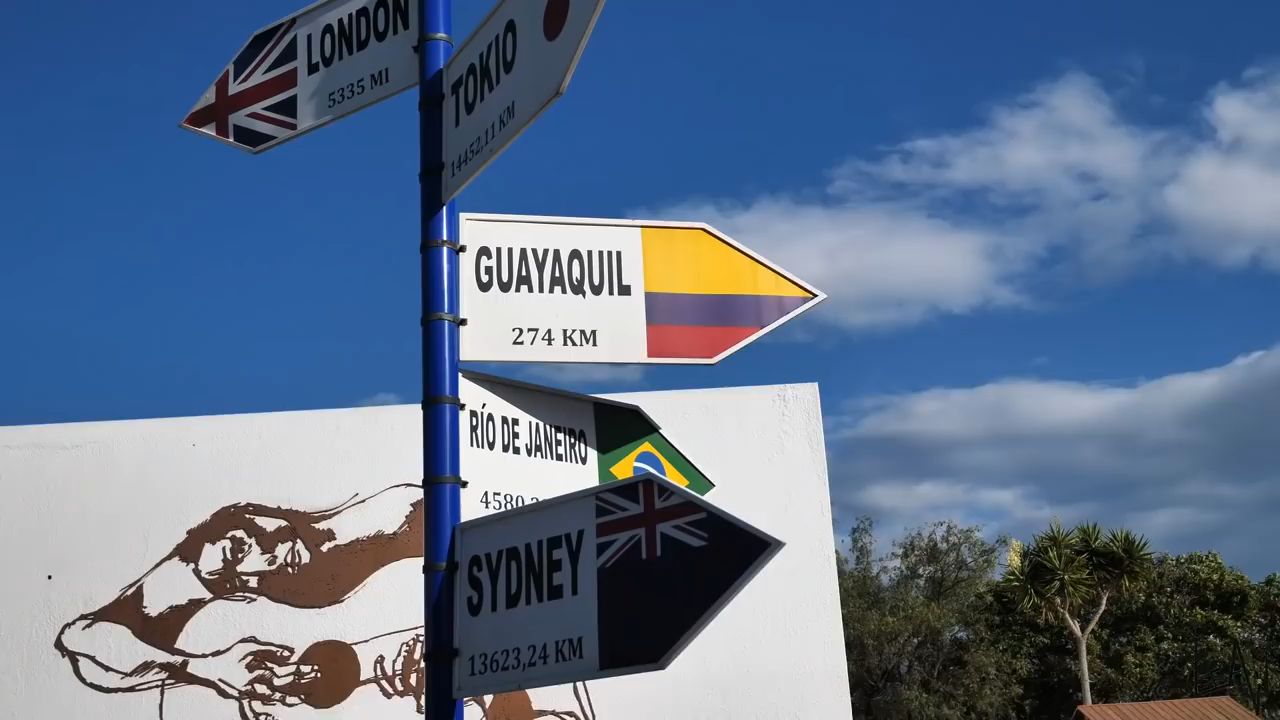 LONDON
5335 MI
TOKIO
14452,11 KM
GUAYAQUIL
274 KM
RÍO DE JANEIRO
SYDNEY
13623,24 KM